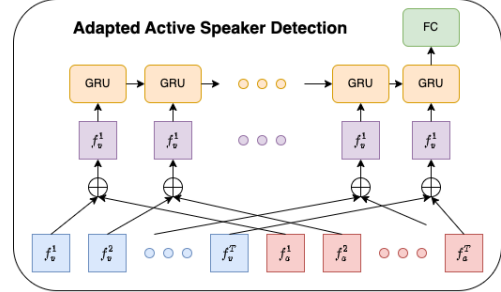 Adapted Active Speaker Detection
FC
GRU GRU GRU GRU
f_v^1 f_v^1 f_v^1 f_v^1
f_v^1 f_v^2 f_v^T f_a^1 f_a^2 f_a^T